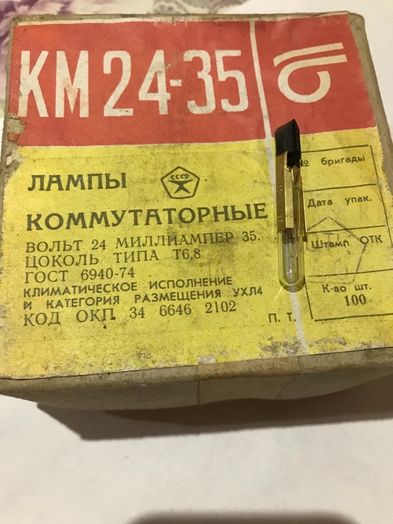 КМ 24-35
ЛАМПЫ
СССР
КОММУТАТОРНЫЕ
ВОЛЬТ 24 МИЛЛИАМПЕР 35.
ЦОКОЛЬ ТИПА Т6,8
ГОСТ 6940-74
КЛИМАТИЧЕСКОЕ ИСПОЛНЕНИЕ
И КАТЕГОРИЯ РАЗМЕЩЕНИЯ УХЛ4
КОД ОКП 34 6646 2102
№ бригады
Дата упак.
Штамп ОТК
К-во шт.
100
П. Т.